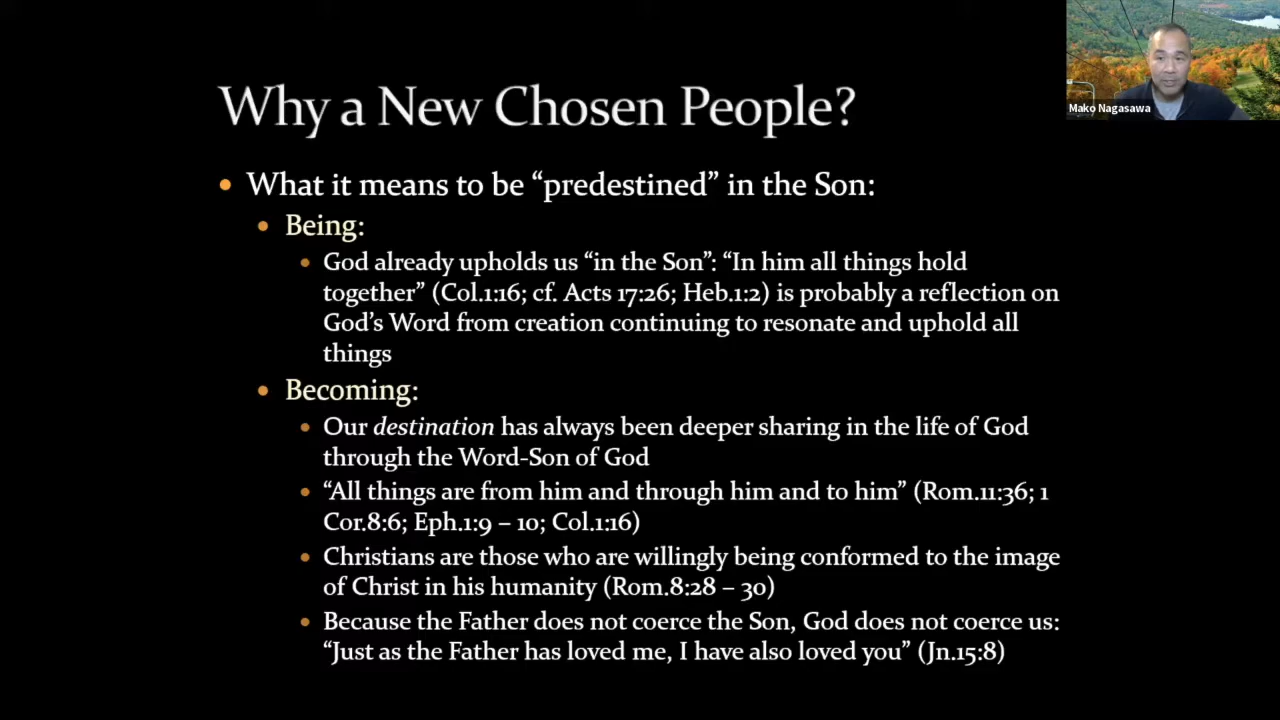 Why a New Chosen People?
Mako Nagasawa
• What it means to be “predestined” in the Son:
• Being:
• God already upholds us “in the Son”: “In him all things hold
together” (Col.1:16; cf. Acts 17:26; Heb.1:2) is probably a reflection on
God’s Word from creation continuing to resonate and uphold all
things
• Becoming:
• Our destination has always been deeper sharing in the life of God
through the Word-Son of God
• “All things are from him and through him and to him” (Rom.11:36; 1
Cor.8:6; Eph.1:9 – 10; Col.1:16)
• Christians are those who are willingly being conformed to the image
of Christ in his humanity (Rom.8:28 – 30)
• Because the Father does not coerce the Son, God does not coerce us:
“Just as the Father has loved me, I have also loved you” (Jn.15:8)